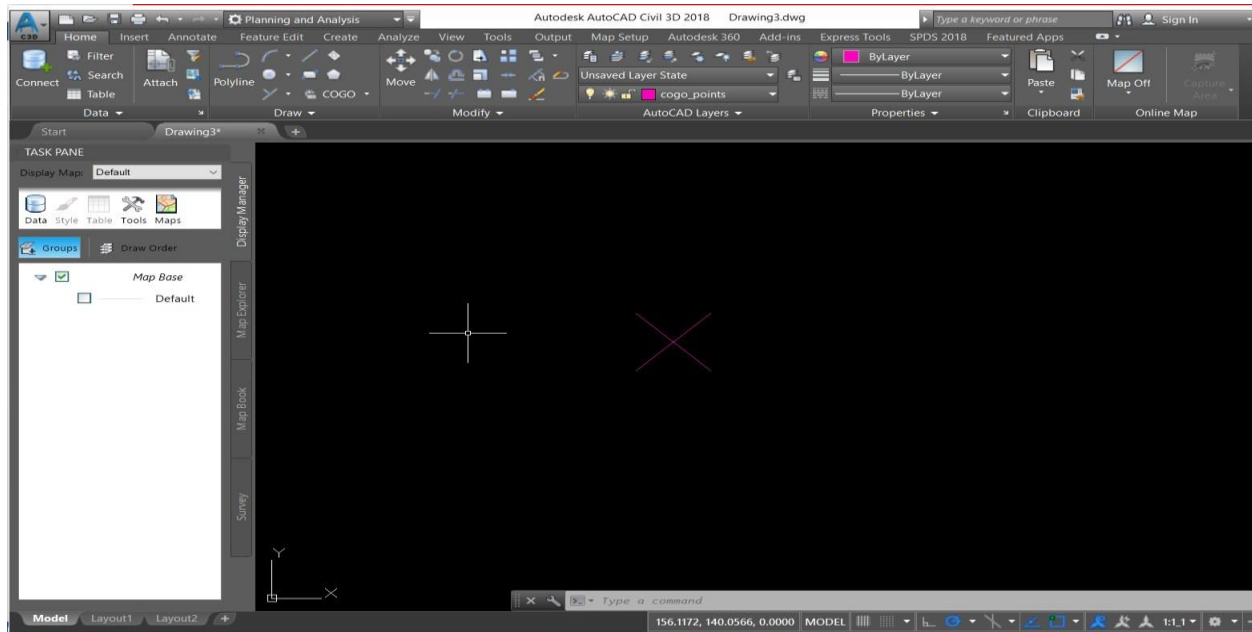 C3D
Planning and Analysis
Autodesk AutoCAD Civil 3D 2018 Drawing3.dwg
Type a keyword or phrase
Sign In
Home Insert Annotate Feature Edit Create Analyze View Tools Output Map Setup Autodesk 360 Add-ins Express Tools SPDS 2018 Featured Apps
Connect
Filter
Search
Table
Attach
Data
Polyline
COGO
Draw
Move
Modify
Unsaved Layer State
cogo_points
AutoCAD Layers
ByLayer
ByLayer
ByLayer
Properties
Paste
Clipboard
Map Off
Capture
Area
Online Map
Start Drawing3*
TASK PANE
Display Map: Default
Data Style Table Tools Maps
Groups Draw Order
Map Base
Default
Display Manager
Map Explorer
Map Book
Survey
Y
X
Type a command
Model Layout1 Layout2
156.1172, 140.0566, 0.0000 MODEL
1:1_1